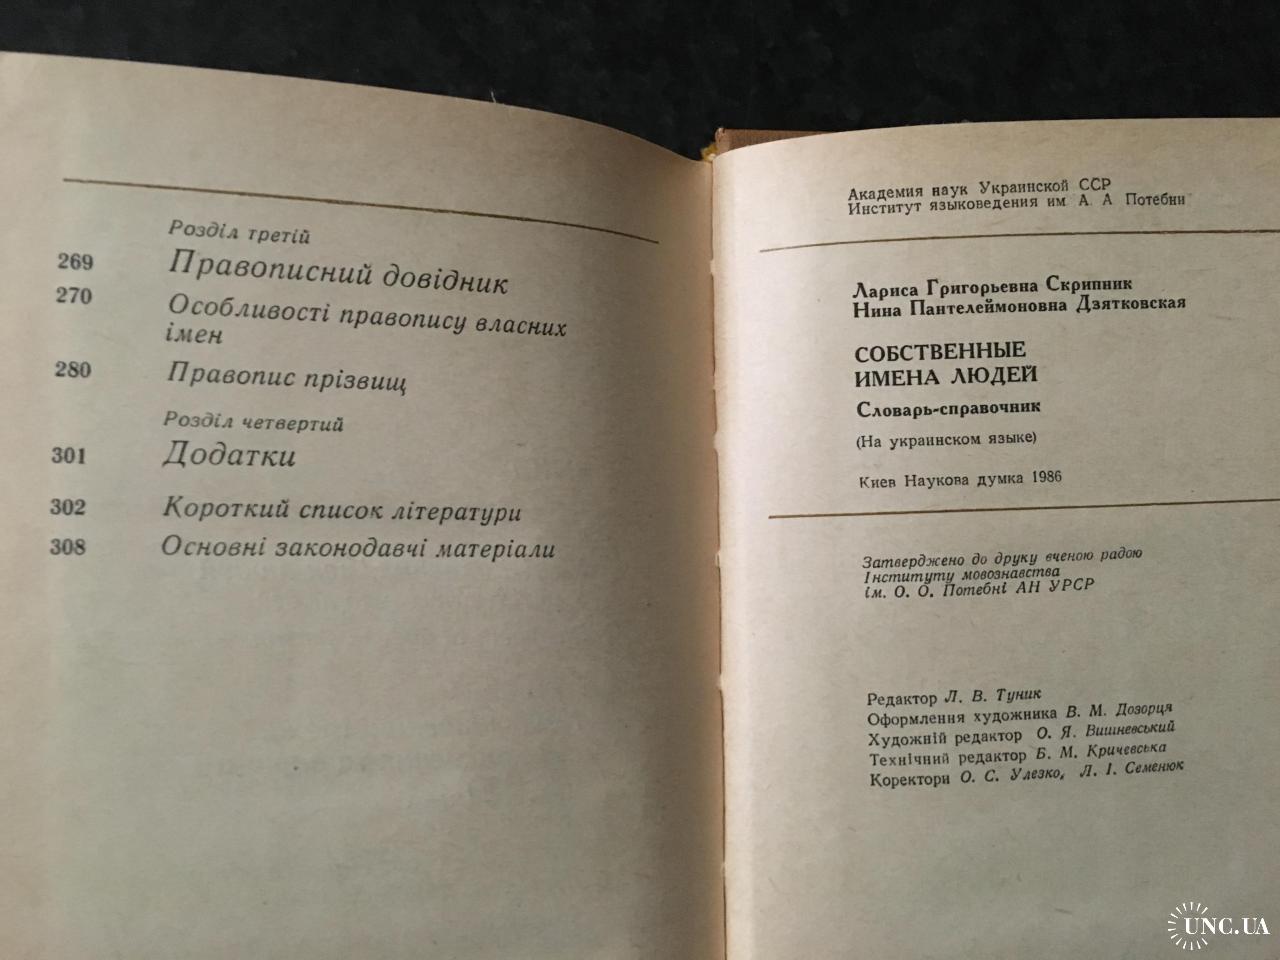 Розділ третій
269 Правописний довідник
270 Особливості правопису власних
імен
280 Правопис прізвищ
Розділ четвертий
301 Додатки
302 Короткий список літератури
308 Основні законодавчі матеріали
Академия наук Украинской ССР
Институт языковедения им А. А Потебни
Лариса Григорьевна Скрипник
Нина Пантелеймоновна Дзятковская
СОБСТВЕННЫЕ
ИМЕНА ЛЮДЕЙ
Словарь-справочник
(На украинском языке)
Киев Наукова думка 1986
Затверджено до друку вченою радою
Інституту мовознавства
ім. О. О. Потебні АН УРСР
Редактор Л. В. Туник
Оформлення художника В. М. Дозорця
Художній редактор О. Я. Вишневський
Технічний редактор Б. М. Кричевська
Коректори О. С. Улезко, Л. І. Семенюк
UNC.UA